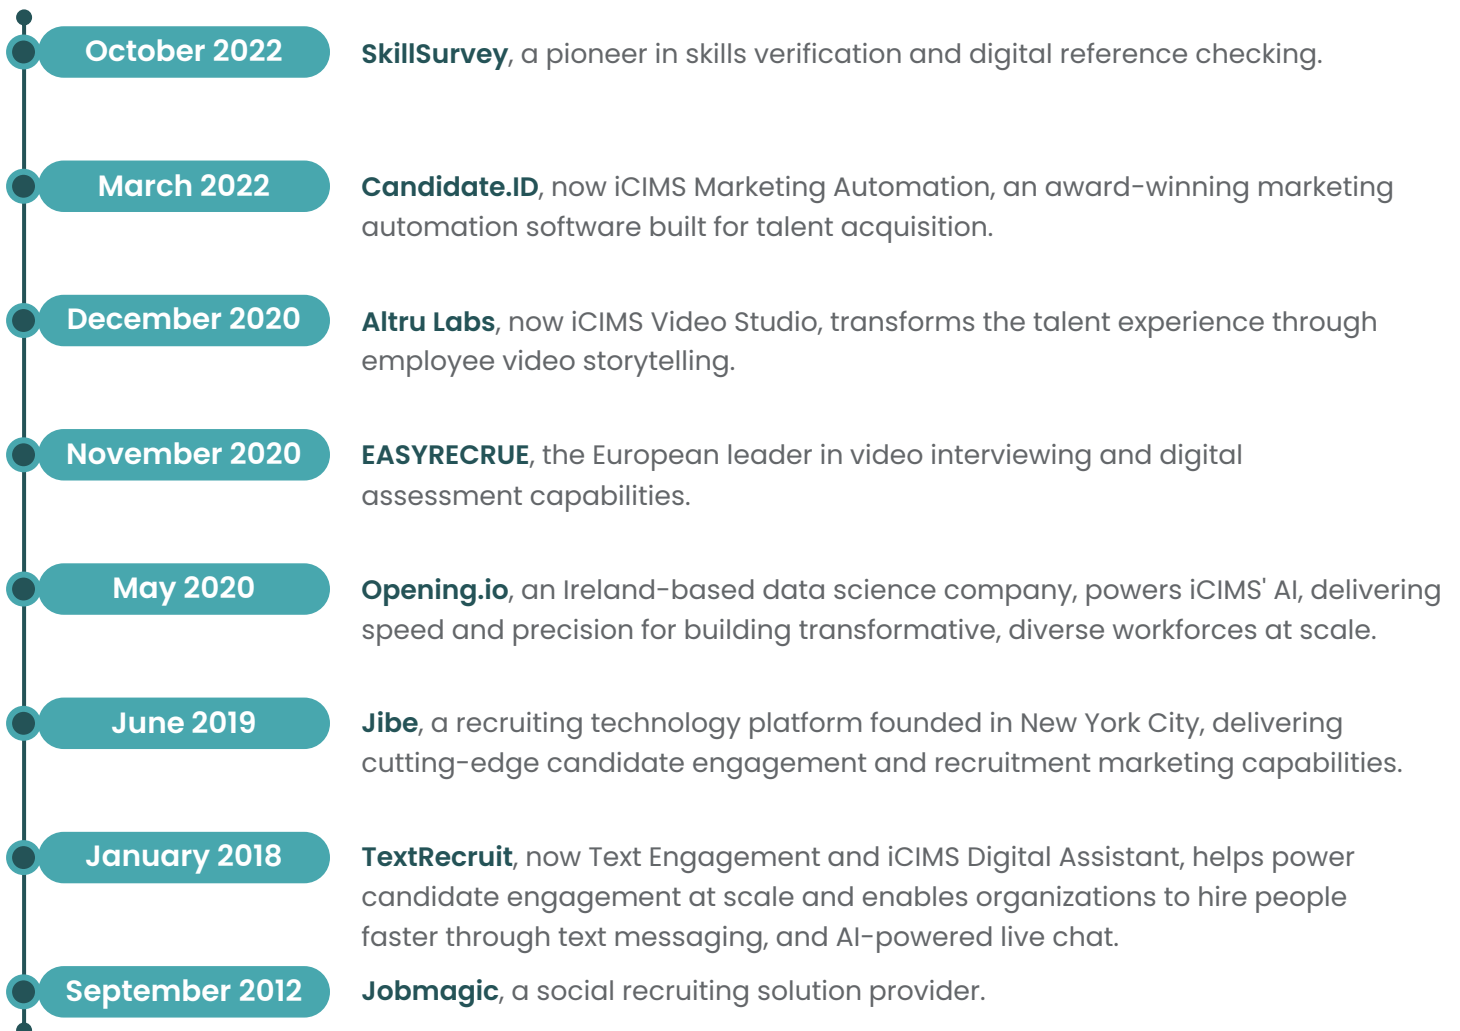 October 2022
SkillSurvey, a pioneer in skills verification and digital reference checking.
March 2022
Candidate.ID, now iCIMS Marketing Automation, an award-winning marketing
automation software built for talent acquisition.
December 2020
Altru Labs, now iCIMS Video Studio, transforms the talent experience through
employee video storytelling.
November 2020
EASYRECRUE, the European leader in video interviewing and digital
assessment capabilities.
May 2020
Opening.io, an Ireland-based data science company, powers iCIMS' AI, delivering
speed and precision for building transformative, diverse workforces at scale.
June 2019
Jibe, a recruiting technology platform founded in New York City, delivering
cutting-edge candidate engagement and recruitment marketing capabilities.
January 2018
TextRecruit, now Text Engagement and iCIMS Digital Assistant, helps power
candidate engagement at scale and enables organizations to hire people
faster through text messaging, and AI-powered live chat.
September 2012
Jobmagic, a social recruiting solution provider.